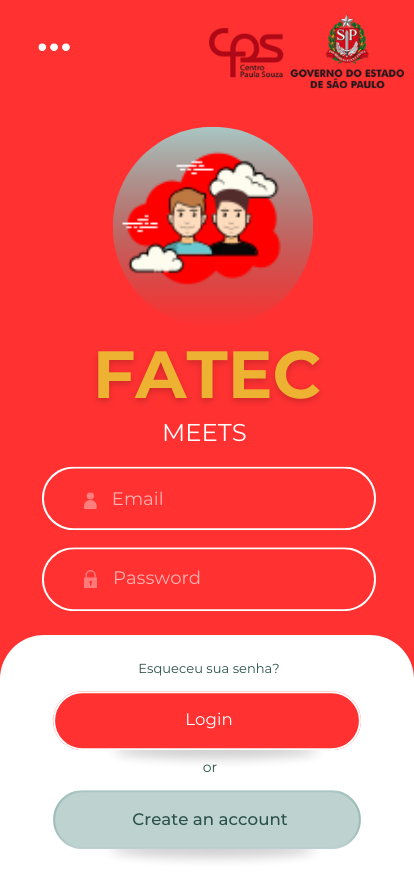 CPS
Centro
Paula Souza
SP
GOVERNO DO ESTADO
DE SÃO PAULO
FATEC
MEETS
Email
Password
Esqueceu sua senha?
Login
or
Create an account